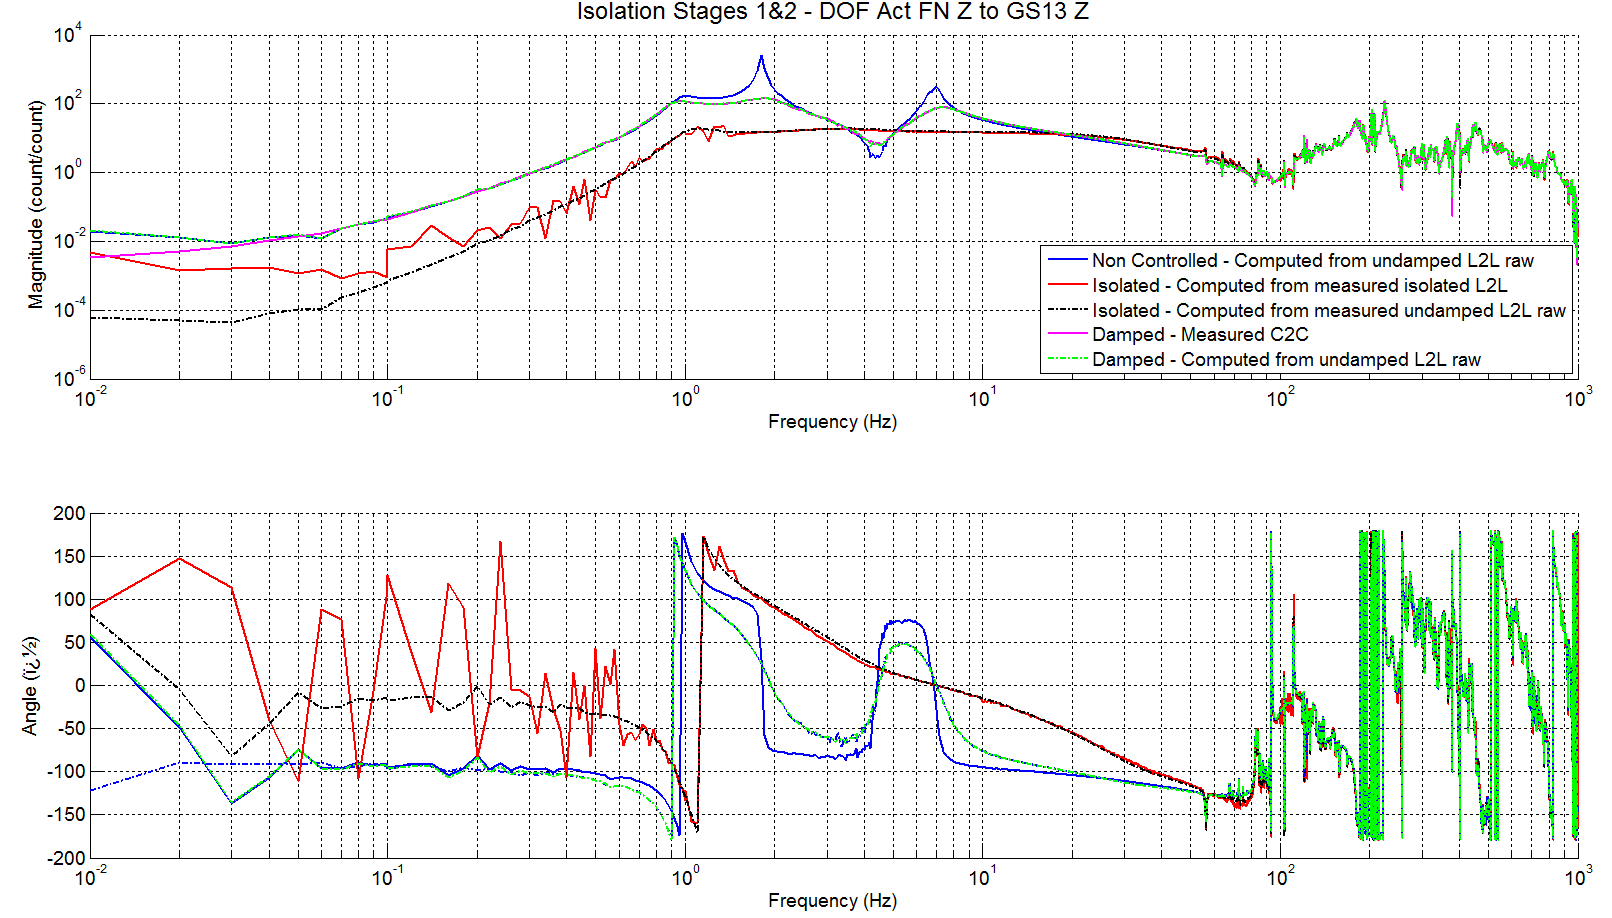 Isolation Stages 1&2 - DOF Act FN Z to GS13 Z
10^4
10^2
10^0
10^-2
10^-4
10^-6
Magnitude (count/count)
10^-2 10^-1 10^0 10^1 10^2 10^3
Frequency (Hz)
Non Controlled - Computed from undamped L2L raw
Isolated - Computed from measured isolated L2L
Isolated - Computed from measured undamped L2L raw
Damped - Measured C2C
Damped - Computed from undamped L2L raw
200
150
100
50
0
-50
-100
-150
-200
Angle (ï¿½)
10^-2 10^-1 10^0 10^1 10^2 10^3
Frequency (Hz)